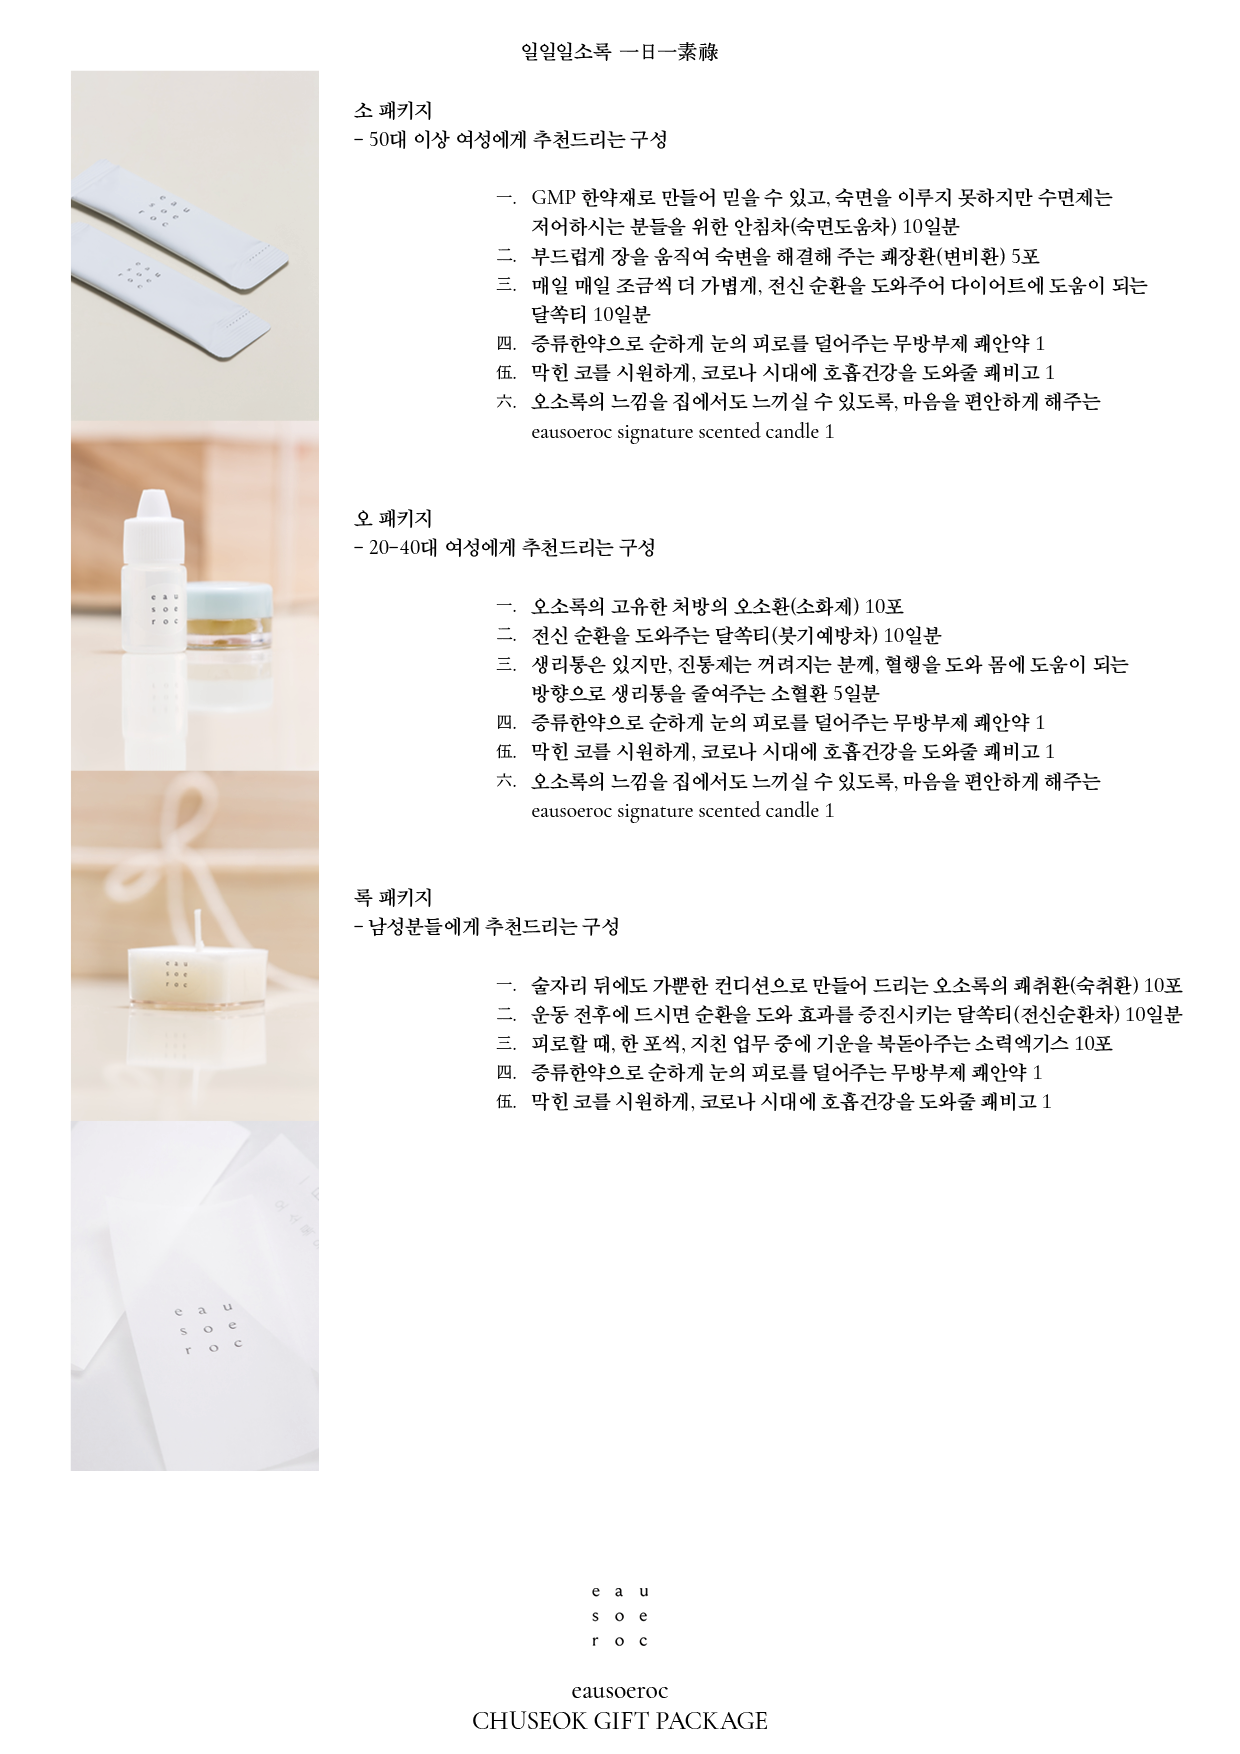 일일일소록 一日一素祿
소 패키지
- 50대 이상 여성에게 추천드리는 구성
一. GMP 한약재로 만들어 믿을 수 있고, 숙면을 이루지 못하지만 수면제는
저어하시는 분들을 위한 안침차(숙면도움차) 10일분
二. 부드럽게 장을 움직여 숙변을 해결해 주는 쾌장환(변비환) 5포
三. 매일 매일 조금씩 더 가볍게, 전신 순환을 도와주어 다이어트에 도움이 되는
달쏙티 10일분
四. 증류한약으로 순하게 눈의 피로를 덜어주는 무방부제 쾌안약 1
伍. 막힌 코를 시원하게, 코로나 시대에 호흡건강을 도와줄 쾌비고 1
六. 오소록의 느낌을 집에서도 느끼실 수 있도록, 마음을 편안하게 해주는
eausoeroc signature scented candle 1
오 패키지
- 20-40대 여성에게 추천드리는 구성
一. 오소록의 고유한 처방의 오소환(소화제) 10포
二. 전신 순환을 도와주는 달쏙티(붓기예방차) 10일분
三. 생리통은 있지만, 진통제는 꺼려지는 분께, 혈행을 도와 몸에 도움이 되는
방향으로 생리통을 줄여주는 소혈환 5일분
四. 증류한약으로 순하게 눈의 피로를 덜어주는 무방부제 쾌안약 1
伍. 막힌 코를 시원하게, 코로나 시대에 호흡건강을 도와줄 쾌비고 1
六. 오소록의 느낌을 집에서도 느끼실 수 있도록, 마음을 편안하게 해주는
eausoeroc signature scented candle 1
록 패키지
- 남성분들에게 추천드리는 구성
一. 술자리 뒤에도 가뿐한 컨디션으로 만들어 드리는 오소록의 쾌취환(숙취환) 10포
二. 운동 전후에 드시면 순환을 도와 효과를 증진시키는 달쏙티(전신순환차) 10일분
三. 피로할 때, 한 포씩, 지친 업무 중에 기운을 북돋아주는 소력엑기스 10포
四. 증류한약으로 순하게 눈의 피로를 덜어주는 무방부제 쾌안약 1
伍. 막힌 코를 시원하게, 코로나 시대에 호흡건강을 도와줄 쾌비고 1
e a u
s o e
r o c
e a u
s o e
r o c
e a u
s o e
r o c
e a u
s o e
r o c
e a u
s o e
r o c
e a u
s o e
r o c
eausoeroc
CHUSEOK GIFT PACKAGE